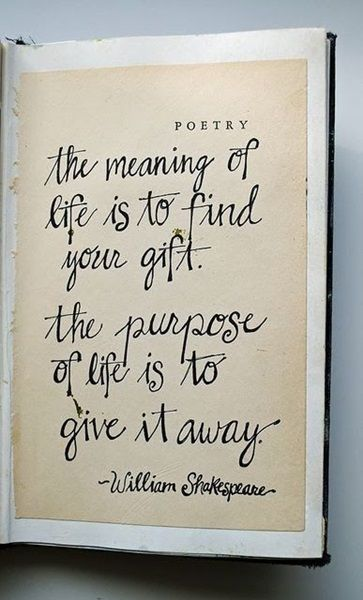 POETRY
the meaning of
life is to find
your gift.
the purpose
of life is to
give it away.
~William Shakespeare